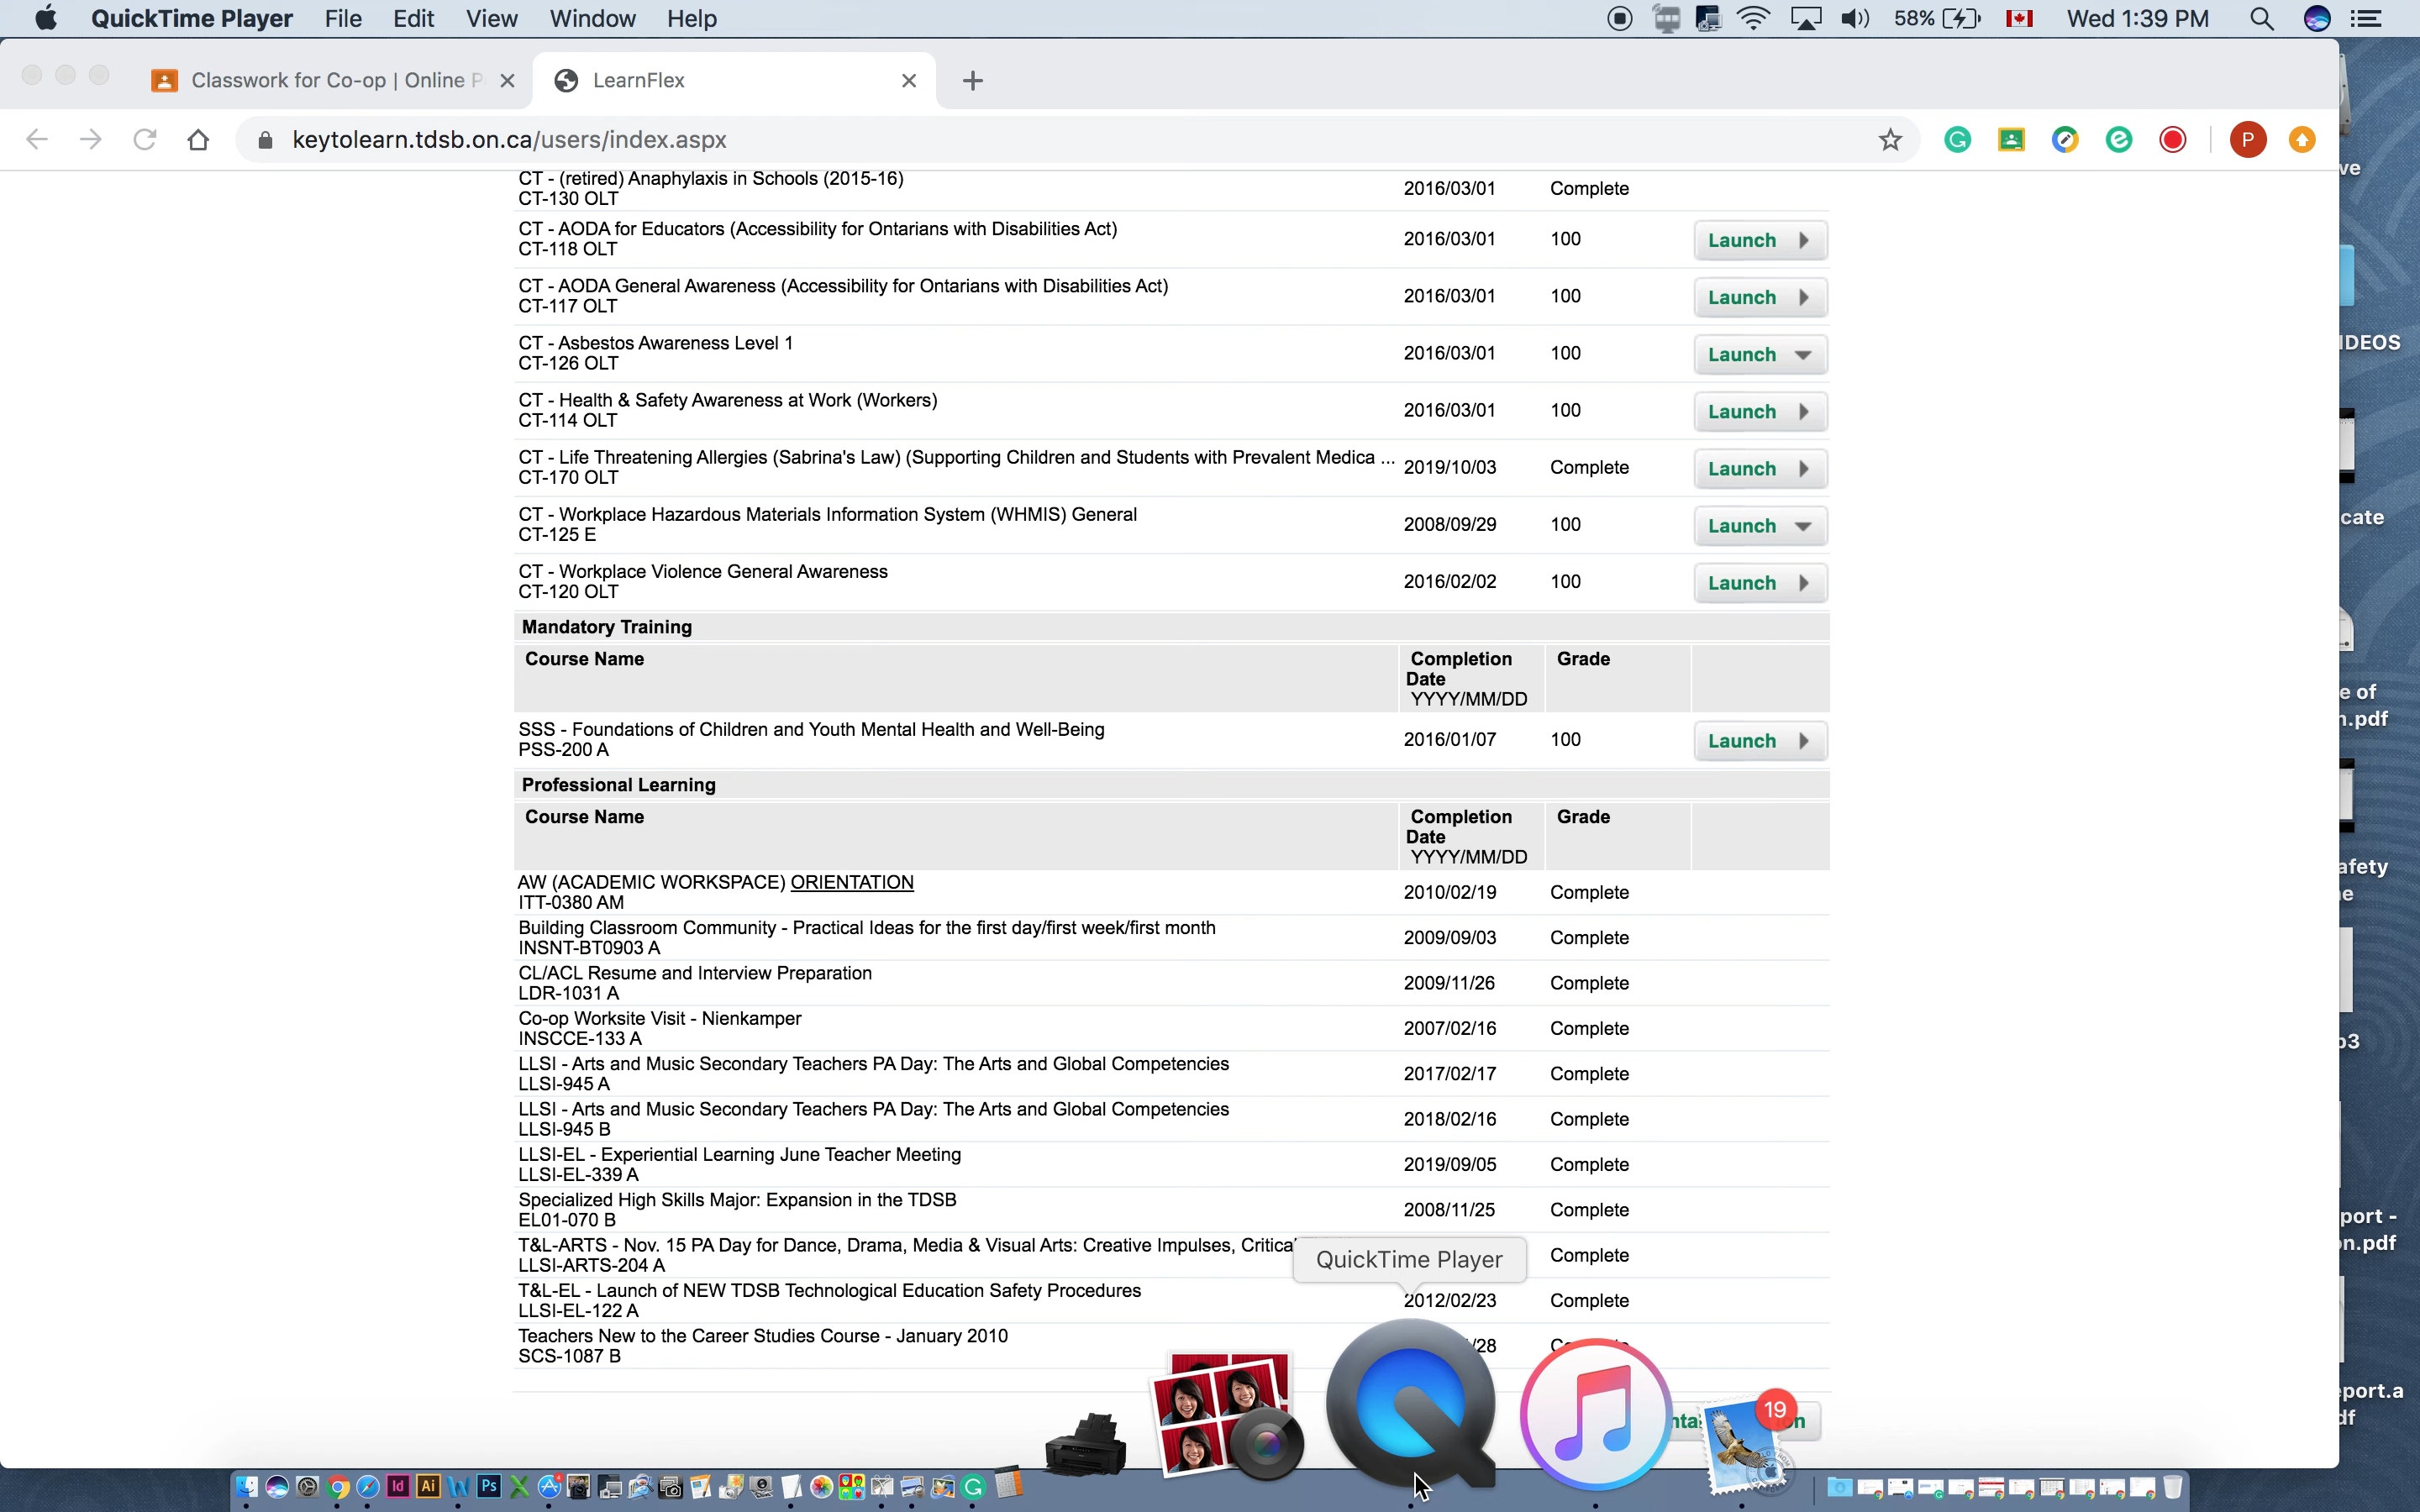 QuickTime Player File Edit View Window Help 58% Wed 1:39 PM
Classwork for Co-op | Online P
LearnFlex
keytolearn.tdsb.on.ca/users/index.aspx
P
CT - (retired) Anaphylaxis in Schools (2015-16)
CT-130 OLT
2016/03/01 Complete
CT - AODA for Educators (Accessibility for Ontarians with Disabilities Act)
CT-118 OLT
2016/03/01 100 Launch
CT - AODA General Awareness (Accessibility for Ontarians with Disabilities Act)
CT-117 OLT
2016/03/01 100 Launch
CT - Asbestos Awareness Level 1
CT-126 OLT
2016/03/01 100 Launch
CT - Health & Safety Awareness at Work (Workers)
CT-114 OLT
2016/03/01 100 Launch
CT - Life Threatening Allergies (Sabrina's Law) (Supporting Children and Students with Prevalent Medica ...
CT-170 OLT
2019/10/03 Complete Launch
CT - Workplace Hazardous Materials Information System (WHMIS) General
CT-125 E
2008/09/29 100 Launch
CT - Workplace Violence General Awareness
CT-120 OLT
2016/02/02 100 Launch
Mandatory Training
Course Name
Completion Date YYYY/MM/DD
Grade
SSS - Foundations of Children and Youth Mental Health and Well-Being
PSS-200 A
2016/01/07 100 Launch
Professional Learning
Course Name
Completion Date YYYY/MM/DD
Grade
AW (ACADEMIC WORKSPACE) ORIENTATION
ITT-0380 AM
2010/02/19 Complete
Building Classroom Community - Practical Ideas for the first day/first week/first month
INSNT-BT0903 A
2009/09/03 Complete
CL/ACL Resume and Interview Preparation
LDR-1031 A
2009/11/26 Complete
Co-op Worksite Visit - Nienkamper
INSCCE-133 A
2007/02/16 Complete
LLSI - Arts and Music Secondary Teachers PA Day: The Arts and Global Competencies
LLSI-945 A
2017/02/17 Complete
LLSI - Arts and Music Secondary Teachers PA Day: The Arts and Global Competencies
LLSI-945 B
2018/02/16 Complete
LLSI-EL - Experiential Learning June Teacher Meeting
LLSI-EL-339 A
2019/09/05 Complete
Specialized High Skills Major: Expansion in the TDSB
EL01-070 B
2008/11/25 Complete
T&L-ARTS - Nov. 15 PA Day for Dance, Drama, Media & Visual Arts: Creative Impulses, Critical
LLSI-ARTS-204 A
Complete
QuickTime Player
T&L-EL - Launch of NEW TDSB Technological Education Safety Procedures
LLSI-EL-122 A
2012/02/23 Complete
Teachers New to the Career Studies Course - January 2010
SCS-1087 B
/28
19
ve
IDEOS
cate
e of
n.pdf
afety
e
p3
port -
on.pdf
eport.a
df
Id Ai W Ps X